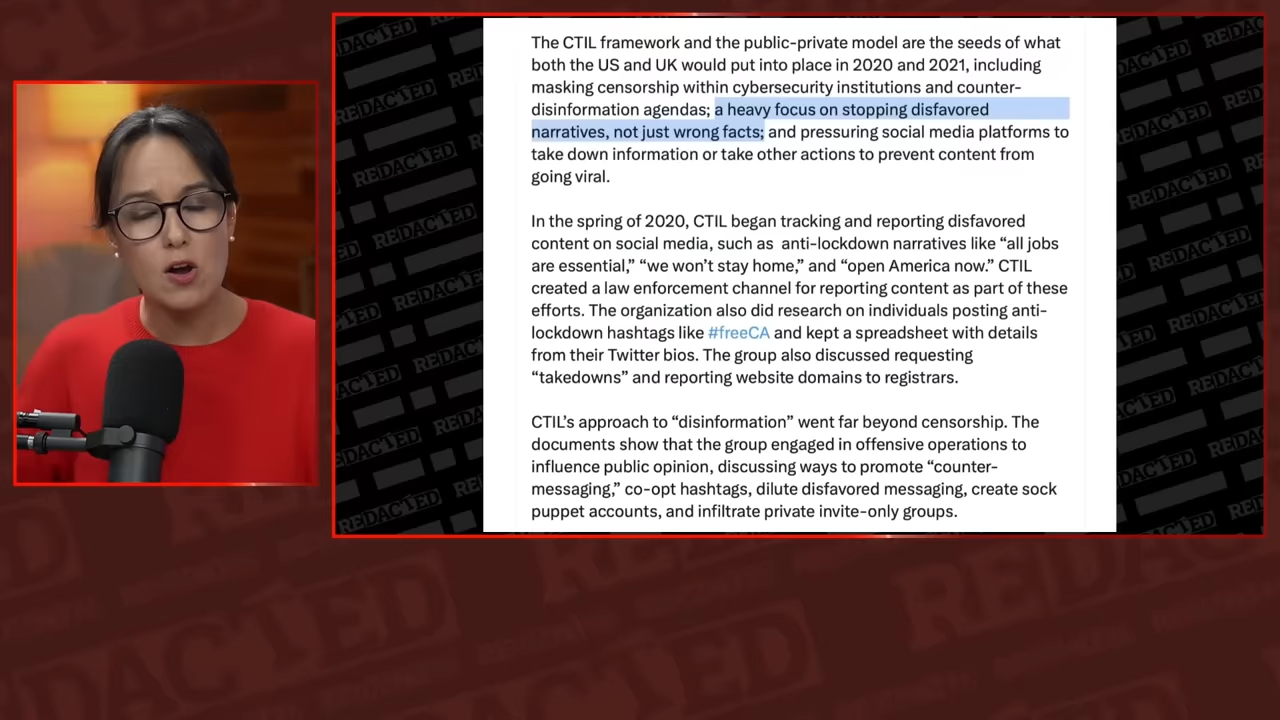 The CTIL framework and the public-private model are the seeds of what
both the US and UK would put into place in 2020 and 2021, including
masking censorship within cybersecurity institutions and counter-
disinformation agendas; a heavy focus on stopping disfavored
narratives, not just wrong facts; and pressuring social media platforms to
take down information or take other actions to prevent content from
going viral.
In the spring of 2020, CTIL began tracking and reporting disfavored
content on social media, such as anti-lockdown narratives like “all jobs
are essential,” “we won’t stay home,” and “open America now.” CTIL
created a law enforcement channel for reporting content as part of these
efforts. The organization also did research on individuals posting anti-
lockdown hashtags like #freeCA and kept a spreadsheet with details
from their Twitter bios. The group also discussed requesting
“takedowns” and reporting website domains to registrars.
CTIL’s approach to “disinformation” went far beyond censorship. The
documents show that the group engaged in offensive operations to
influence public opinion, discussing ways to promote “counter-
messaging,” co-opt hashtags, dilute disfavored messaging, create sock
puppet accounts, and infiltrate private invite-only groups.
REDACTED